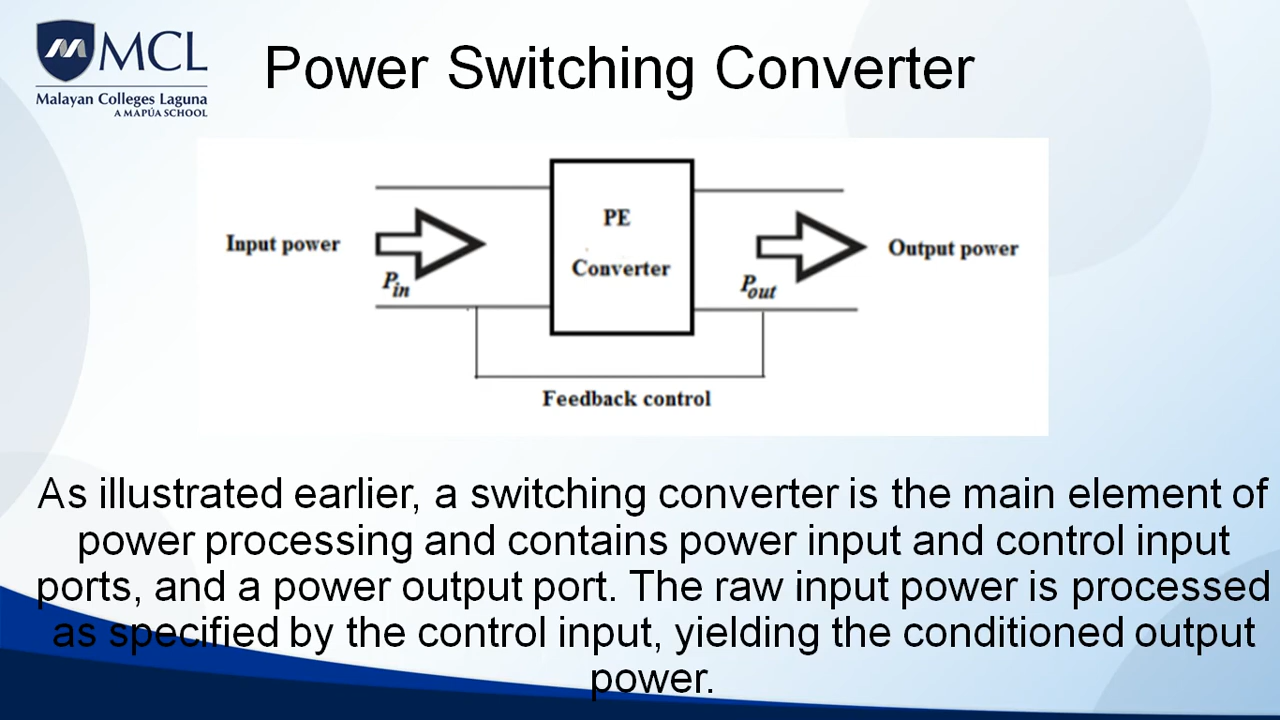 MCL
Malayan Colleges Laguna
A MAPÚA SCHOOL
Power Switching Converter
Input power
Pin
PE
Converter
Pout
Output power
Feedback control
As illustrated earlier, a switching converter is the main element of
power processing and contains power input and control input
ports, and a power output port. The raw input power is processed
as specified by the control input, yielding the conditioned output
power.